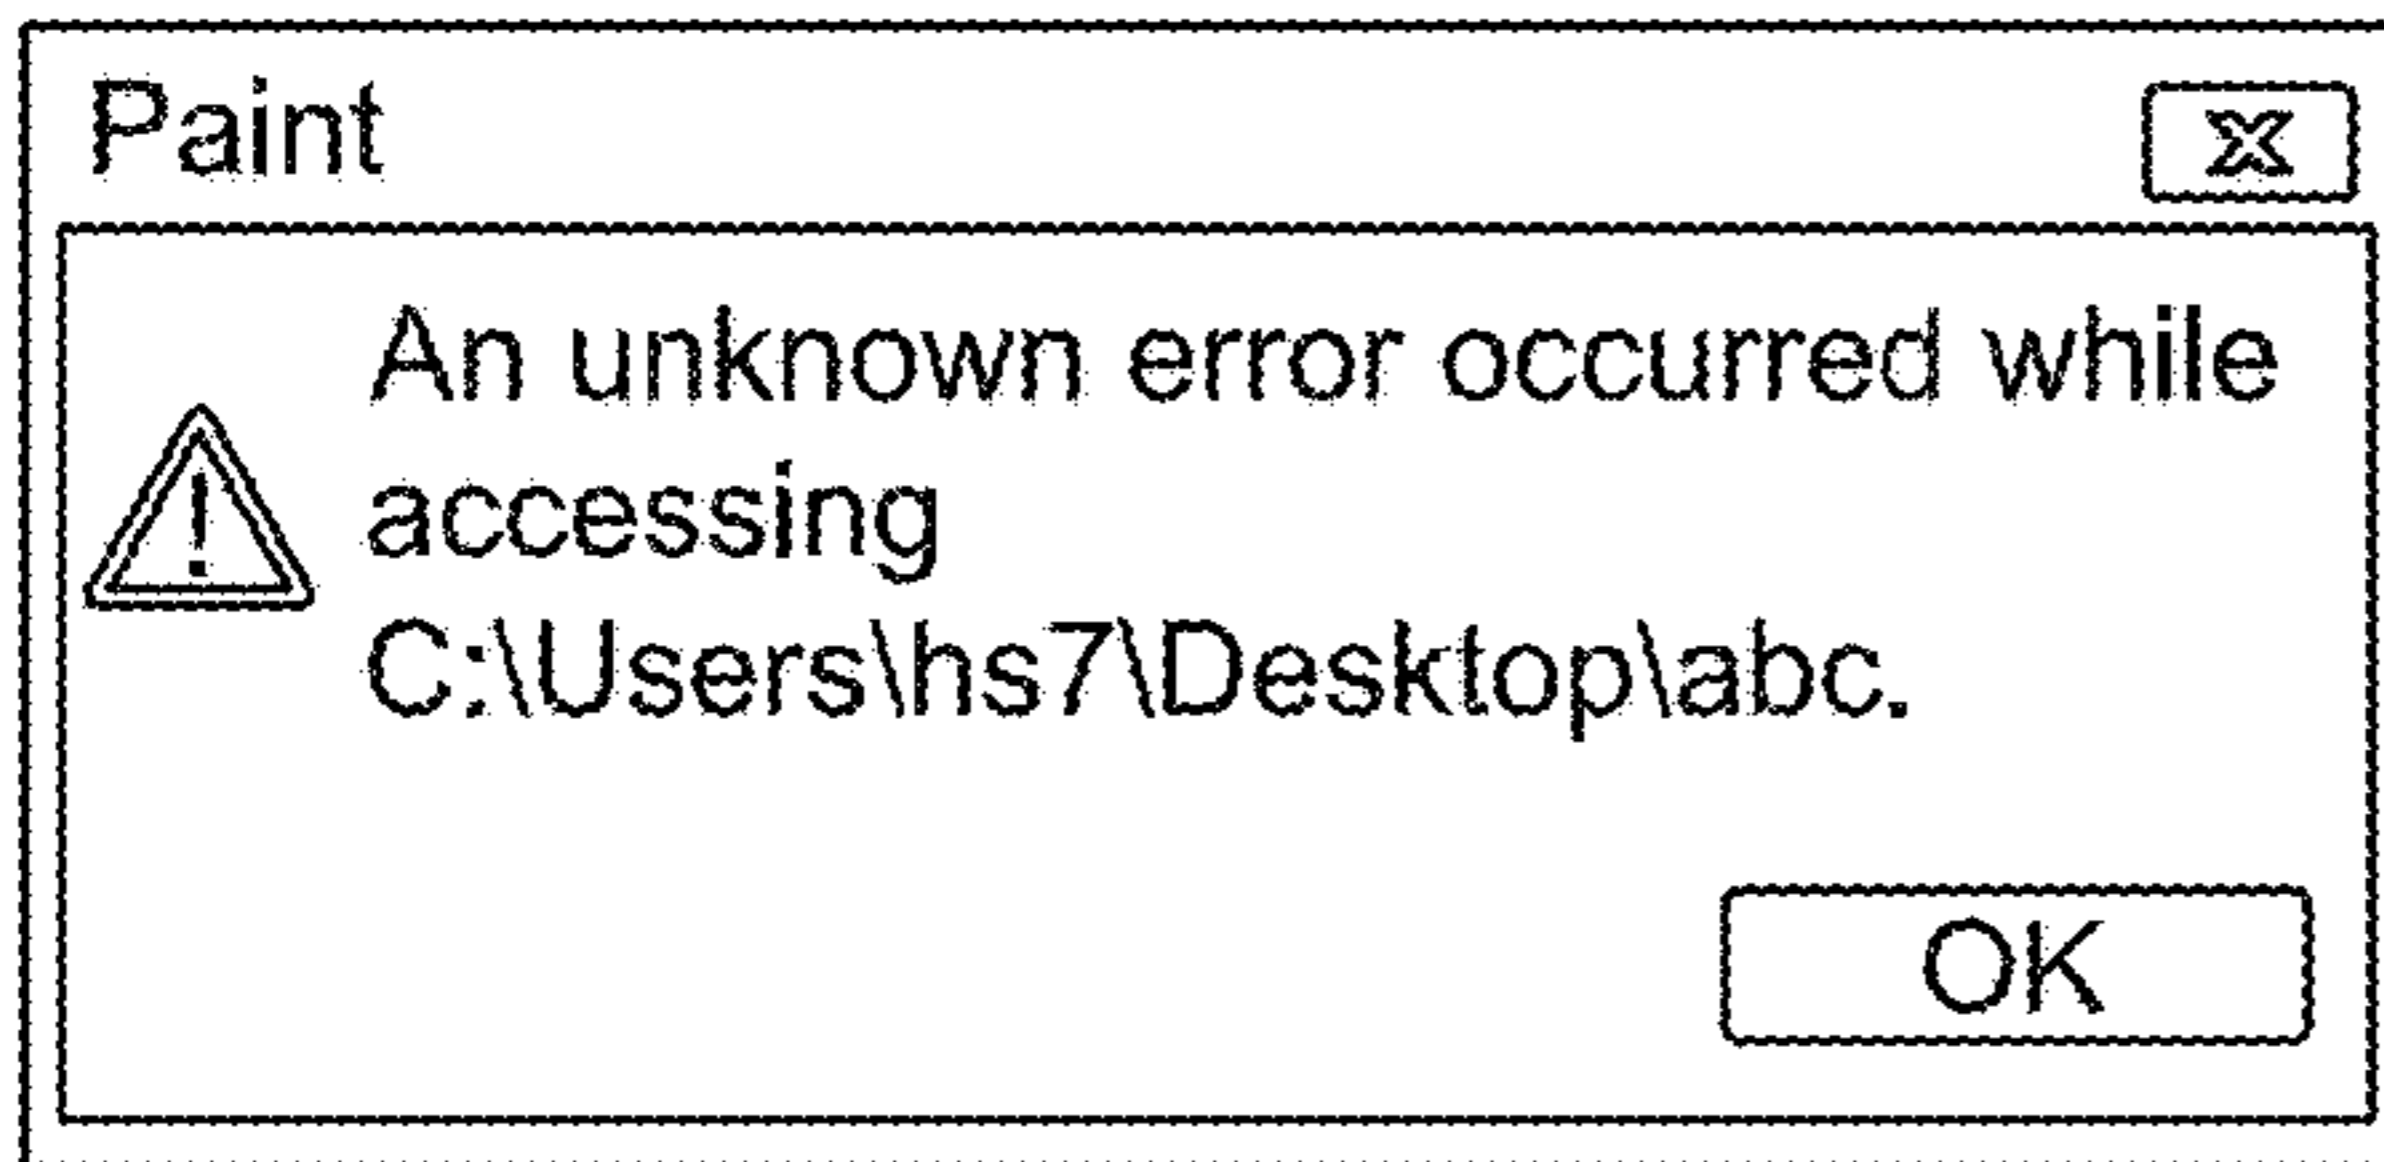 Paint
An unknown error occurred while
accessing
C:\Users\hs7\Desktop\abc.
OK